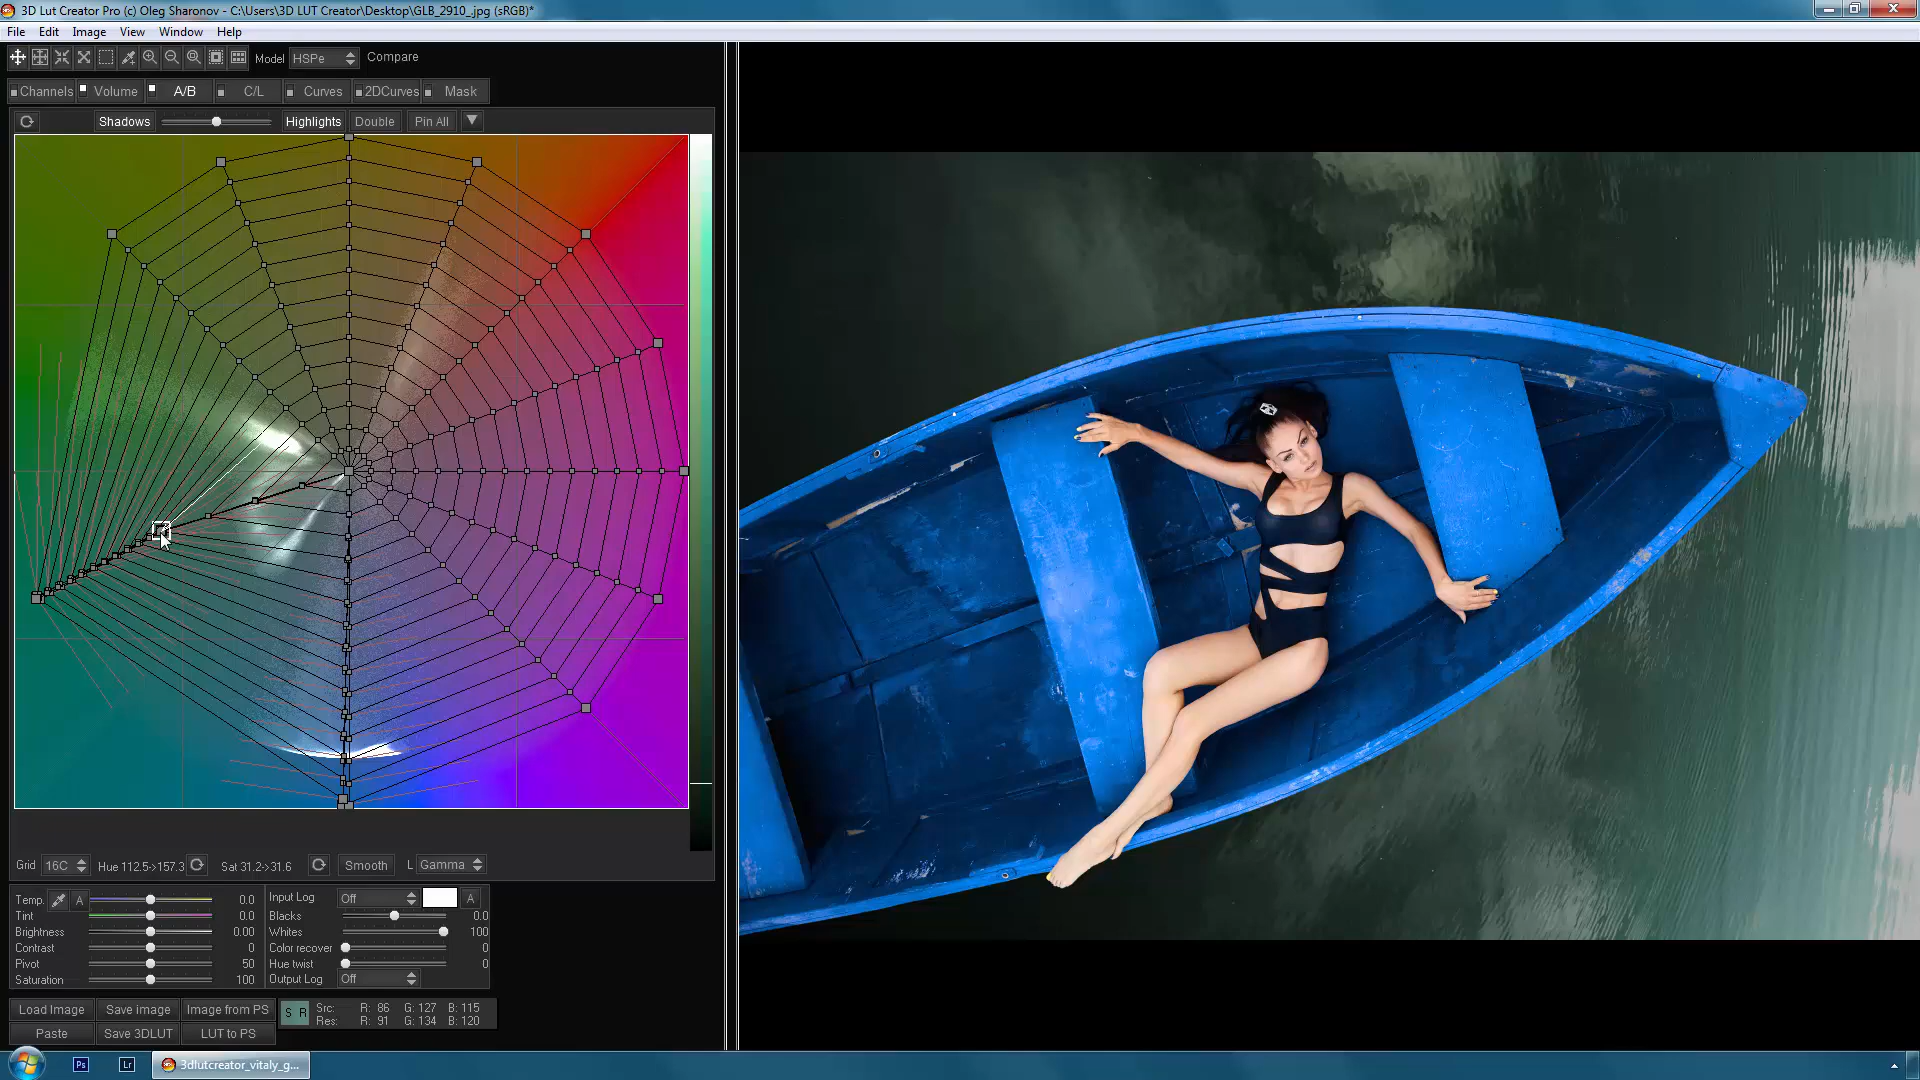 3D Lut Creator Pro (c) Oleg Sharonov - C:\Users\3D LUT Creator\Desktop\GLB_2910_.jpg (sRGB)*
File Edit Image View Window Help
Model HSPe Compare
Channels Volume A/B C/L Curves 2DCurves Mask
Shadows Highlights Double Pin All
Grid 16C Hue 112.5->157.3 Sat 31.2->31.6 Smooth L Gamma
Temp. A 0.0 Input Log Off A
Tint 0.0 Blacks 0.0
Brightness 0.00 Whites 100
Contrast 0 Color recover 0
Pivot 50 Hue twist 0
Saturation 100 Output Log Off
Load Image Save image Image from PS S R Src: R: 86 G: 127 B: 115
Paste Save 3DLUT LUT to PS Res: R: 91 G: 134 B: 120
Ps Lr 3dlutcreator_vitaly_g...